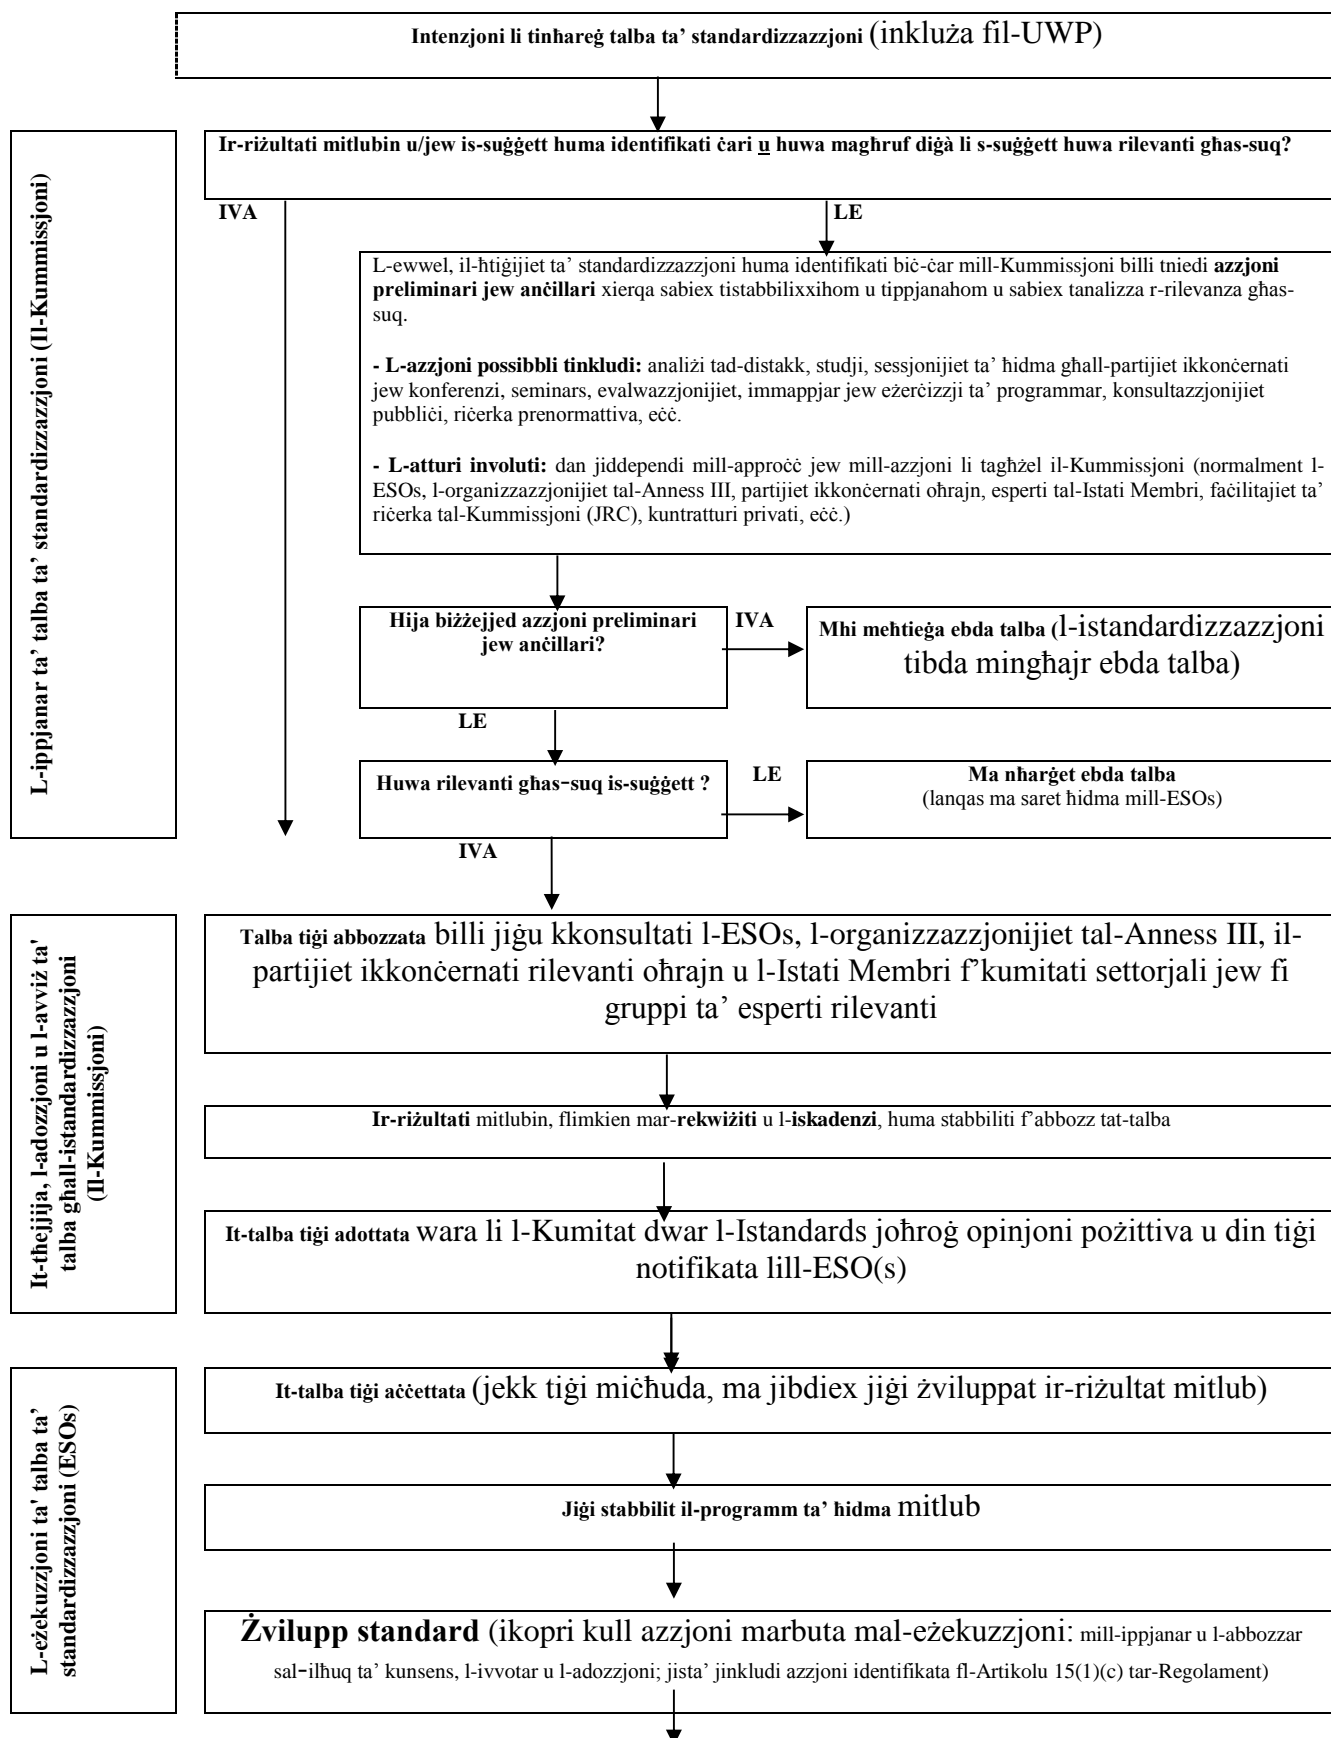 Intenzjoni li tinħareġ talba ta' standardizzazzjoni (inkluża fil-UWP)
L-ippjanar ta' talba ta' standardizzazzjoni (Il-Kummissjoni)
Ir-riżultati mitlubin u/jew is-suġġett huma identifikati ċari u huwa magħruf diġà li s-suġġett huwa rilevanti għas-suq?
IVA
LE
L-ewwel, il-ħtiġijiet ta' standardizzazzjoni huma identifikati biċ-ċar mill-Kummissjoni billi tniedi azzjoni
preliminari jew anċillari xierqa sabiex tistabbilixxihom u tippjanahom u sabiex tanalizza r-rilevanza għas-
suq.
- L-azzjoni possibbli tinkludi: analiżi tad-distakk, studji, sessjonijiet ta' ħidma għall-partijiet ikkonċernati
jew konferenzi, seminars, evalwazzjonijiet, immappjar jew eżerċizzji ta' programmar, konsultazzjonijiet
pubbliċi, riċerka prenormattiva, eċċ.
- L-atturi involuti: dan jiddependi mill-approċċ jew mill-azzjoni li tagħżel il-Kummissjoni (normalment l-
ESOs, l-organizzazzjonijiet tal-Anness III, partijiet ikkonċernati oħrajn, esperti tal-Istati Membri, faċilitajiet ta'
riċerka tal-Kummissjoni (JRC), kuntratturi privati, eċċ.)
Hija biżżejjed azzjoni preliminari
jew anċillari?
IVA
Mhi meħtieġa ebda talba (l-istandardizzazzjoni
tibda mingħajr ebda talba)
LE
Huwa rilevanti għas-suq is-suġġett ?
LE
Ma nħarġet ebda talba
(lanqas ma saret ħidma mill-ESOs)
IVA
It-tħejjija, l-adozzjoni u l-avviż ta'
talba għall-istandardizzazzjoni
(Il-Kummissjoni)
Talba tiġi abbozzata billi jiġu kkonsultati l-ESOs, l-organizzazzjonijiet tal-Anness III, il-
partijiet ikkonċernati rilevanti oħrajn u l-Istati Membri f'kumitati settorjali jew fi
gruppi ta' esperti rilevanti
Ir-riżultati mitlubin, flimkien mar-rekwiżiti u l-iskadenzi, huma stabbiliti f'abbozz tat-talba
It-talba tiġi adottata wara li l-Kumitat dwar l-Istandards joħroġ opinjoni pożittiva u din tiġi
notifikata lill-ESO(s)
L-eżekuzzjoni ta' talba ta'
standardizzazzjoni (ESOs)
It-talba tiġi aċċettata (jekk tiġi miċħuda, ma jibdiex jiġi żviluppat ir-riżultat mitlub)
Jiġi stabbilit il-programm ta' ħidma mitlub
Żvilupp standard (ikopri kull azzjoni marbuta mal-eżekuzzjoni: mill-ippjanar u l-abbozzar
sal-ilħuq ta' kunsens, l-ivvotar u l-adozzjoni; jista' jinkludi azzjoni identifikata fl-Artikolu 15(1)(c) tar-Regolament)